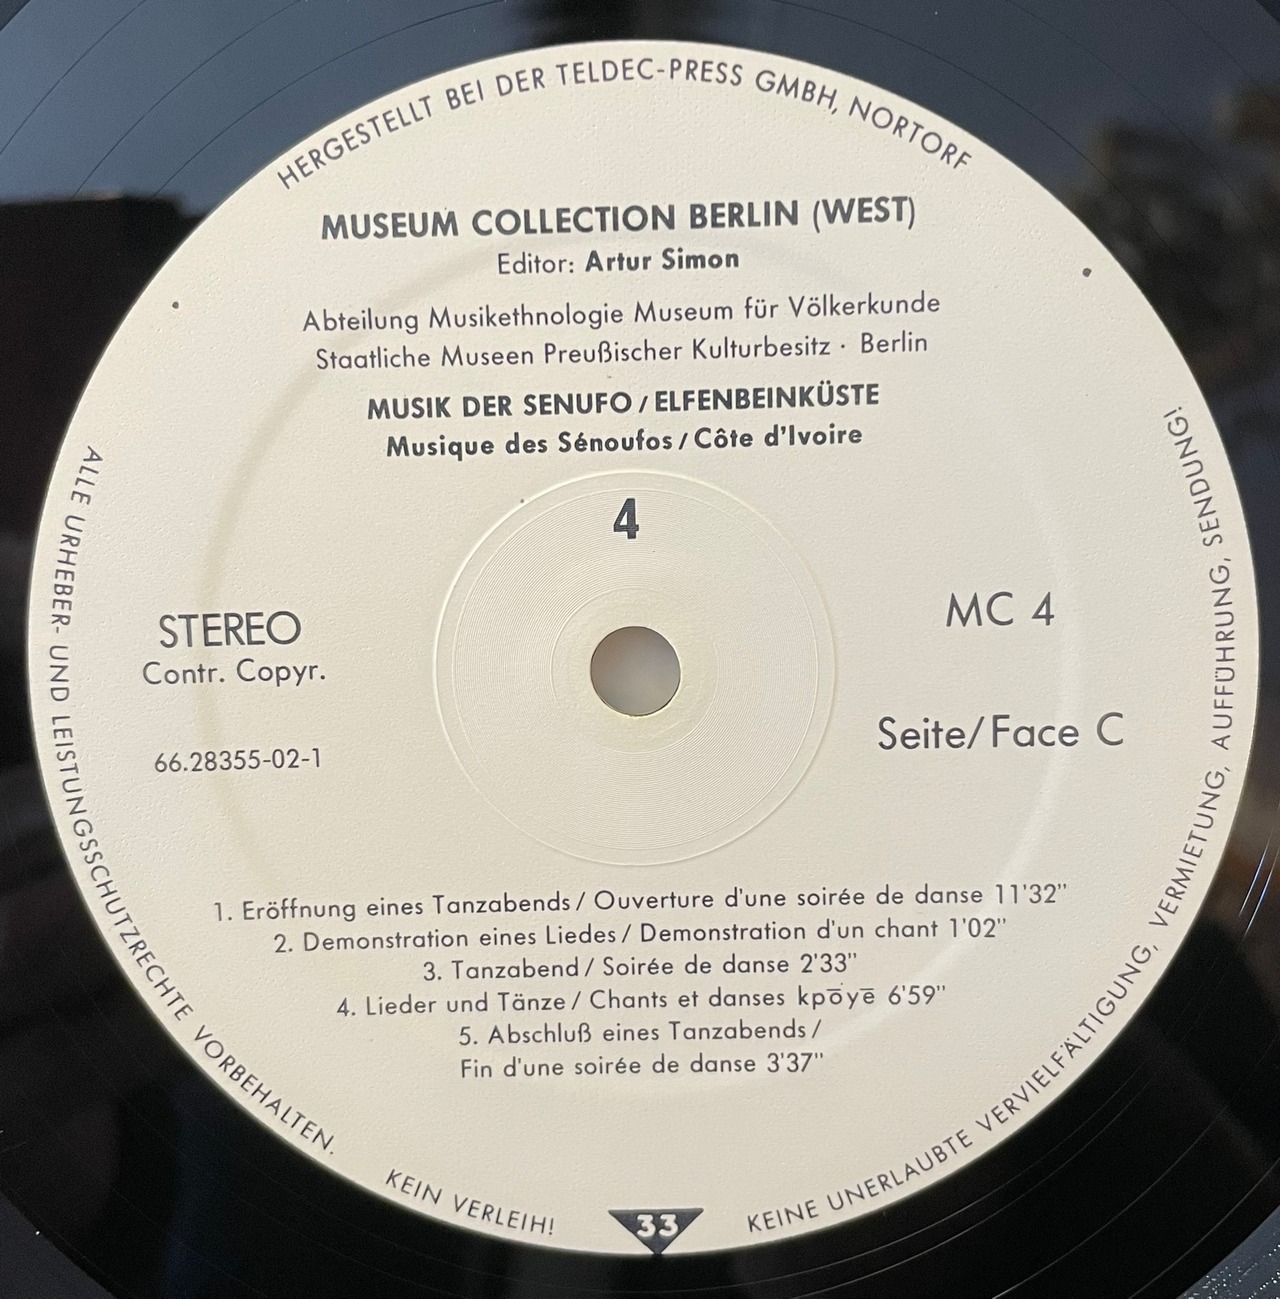 HERGESTELLT BEI DER TELDEC-PRESS GMBH, NORTORF
MUSEUM COLLECTION BERLIN (WEST)
Editor: Artur Simon
Abteilung Musikethnologie Museum für Völkerkunde
Staatliche Museen Preußischer Kulturbesitz · Berlin
MUSIK DER SENUFO / ELFENBEINKÜSTE
Musique des Sénoufos / Côte d'Ivoire
4
STEREO
Contr. Copyr.
66.28355-02-1
MC 4
Seite/Face C
1. Eröffnung eines Tanzabends / Ouverture d'une soirée de danse 11'32"
2. Demonstration eines Liedes / Demonstration d'un chant 1'02"
3. Tanzabend / Soirée de danse 2'33"
4. Lieder und Tänze / Chants et danses kpōyē 6'59"
5. Abschluß eines Tanzabends /
Fin d'une soirée de danse 3'37"
ALLE URHEBER- UND LEISTUNGSSCHUTZRECHTE VORBEHALTEN.
KEIN VERLEIH!
33
KEINE UNERLAUBTE VERVIELFÄLTIGUNG, VERMIETUNG, AUFFÜHRUNG, SENDUNG!